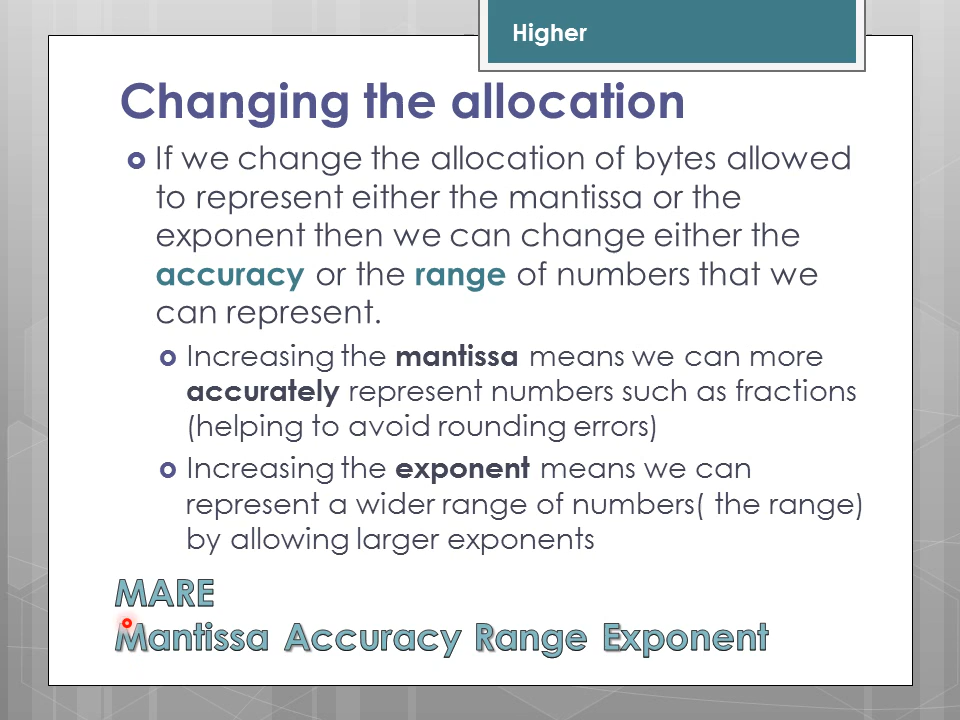 Higher
Changing the allocation
If we change the allocation of bytes allowed
to represent either the mantissa or the
exponent then we can change either the
accuracy or the range of numbers that we
can represent.
Increasing the mantissa means we can more
accurately represent numbers such as fractions
(helping to avoid rounding errors)
Increasing the exponent means we can
represent a wider range of numbers( the range)
by allowing larger exponents
MARE
Mantissa Accuracy Range Exponent